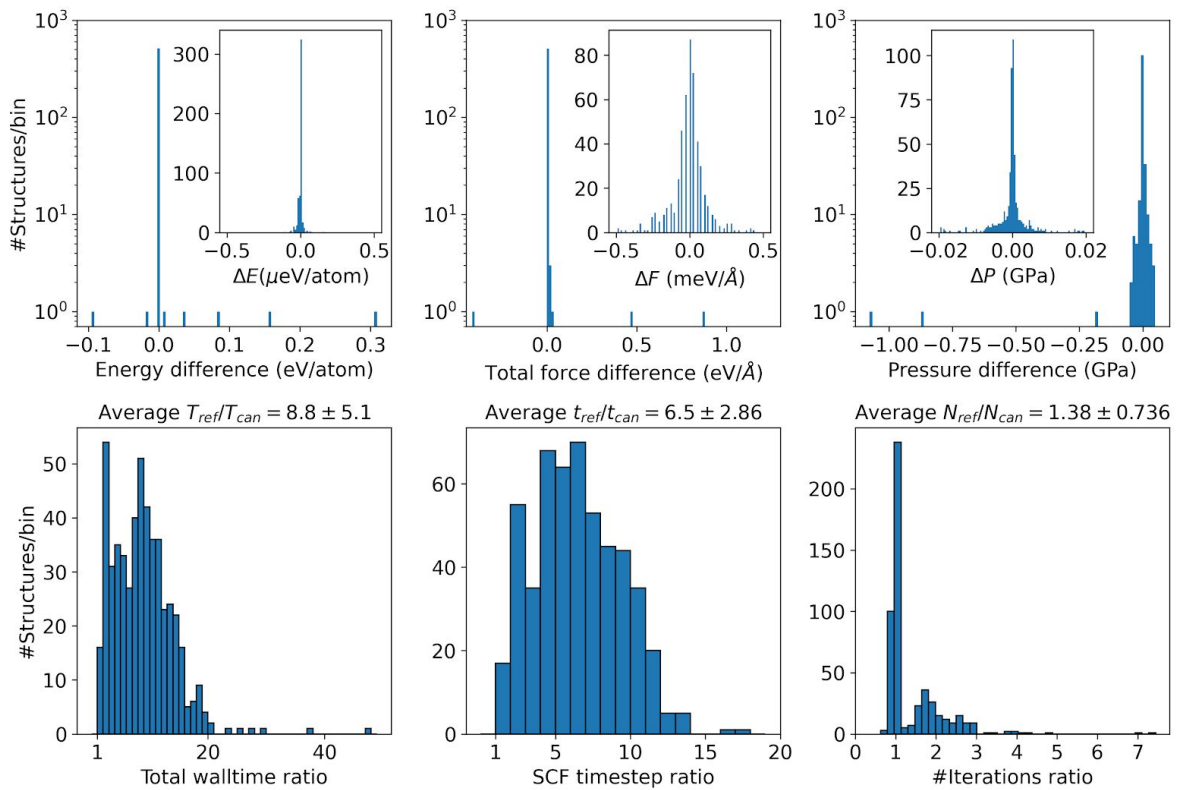 #Structures/bin
10³
10²
10¹
10⁰
−0.1 0.0 0.1 0.2 0.3
Energy difference (eV/atom)
300
200
100
0
−0.5 0.0 0.5
ΔE(μeV/atom)
10³
10²
10¹
10⁰
0.0 0.5 1.0
Total force difference (eV/Å)
80
60
40
20
0
−0.5 0.0 0.5
ΔF (meV/Å)
10³
10²
10¹
10⁰
−1.00 −0.75 −0.50 −0.25 0.00
Pressure difference (GPa)
100
75
50
25
0
−0.02 0.00 0.02
ΔP (GPa)
Average T_ref/T_can = 8.8 ± 5.1
#Structures/bin
50
40
30
20
10
0
1 20 40
Total walltime ratio
Average t_ref/t_can = 6.5 ± 2.86
60
40
20
0
1 5 10 15 20
SCF timestep ratio
Average N_ref/N_can = 1.38 ± 0.736
200
150
100
50
0
0 1 2 3 4 5 6 7
#Iterations ratio